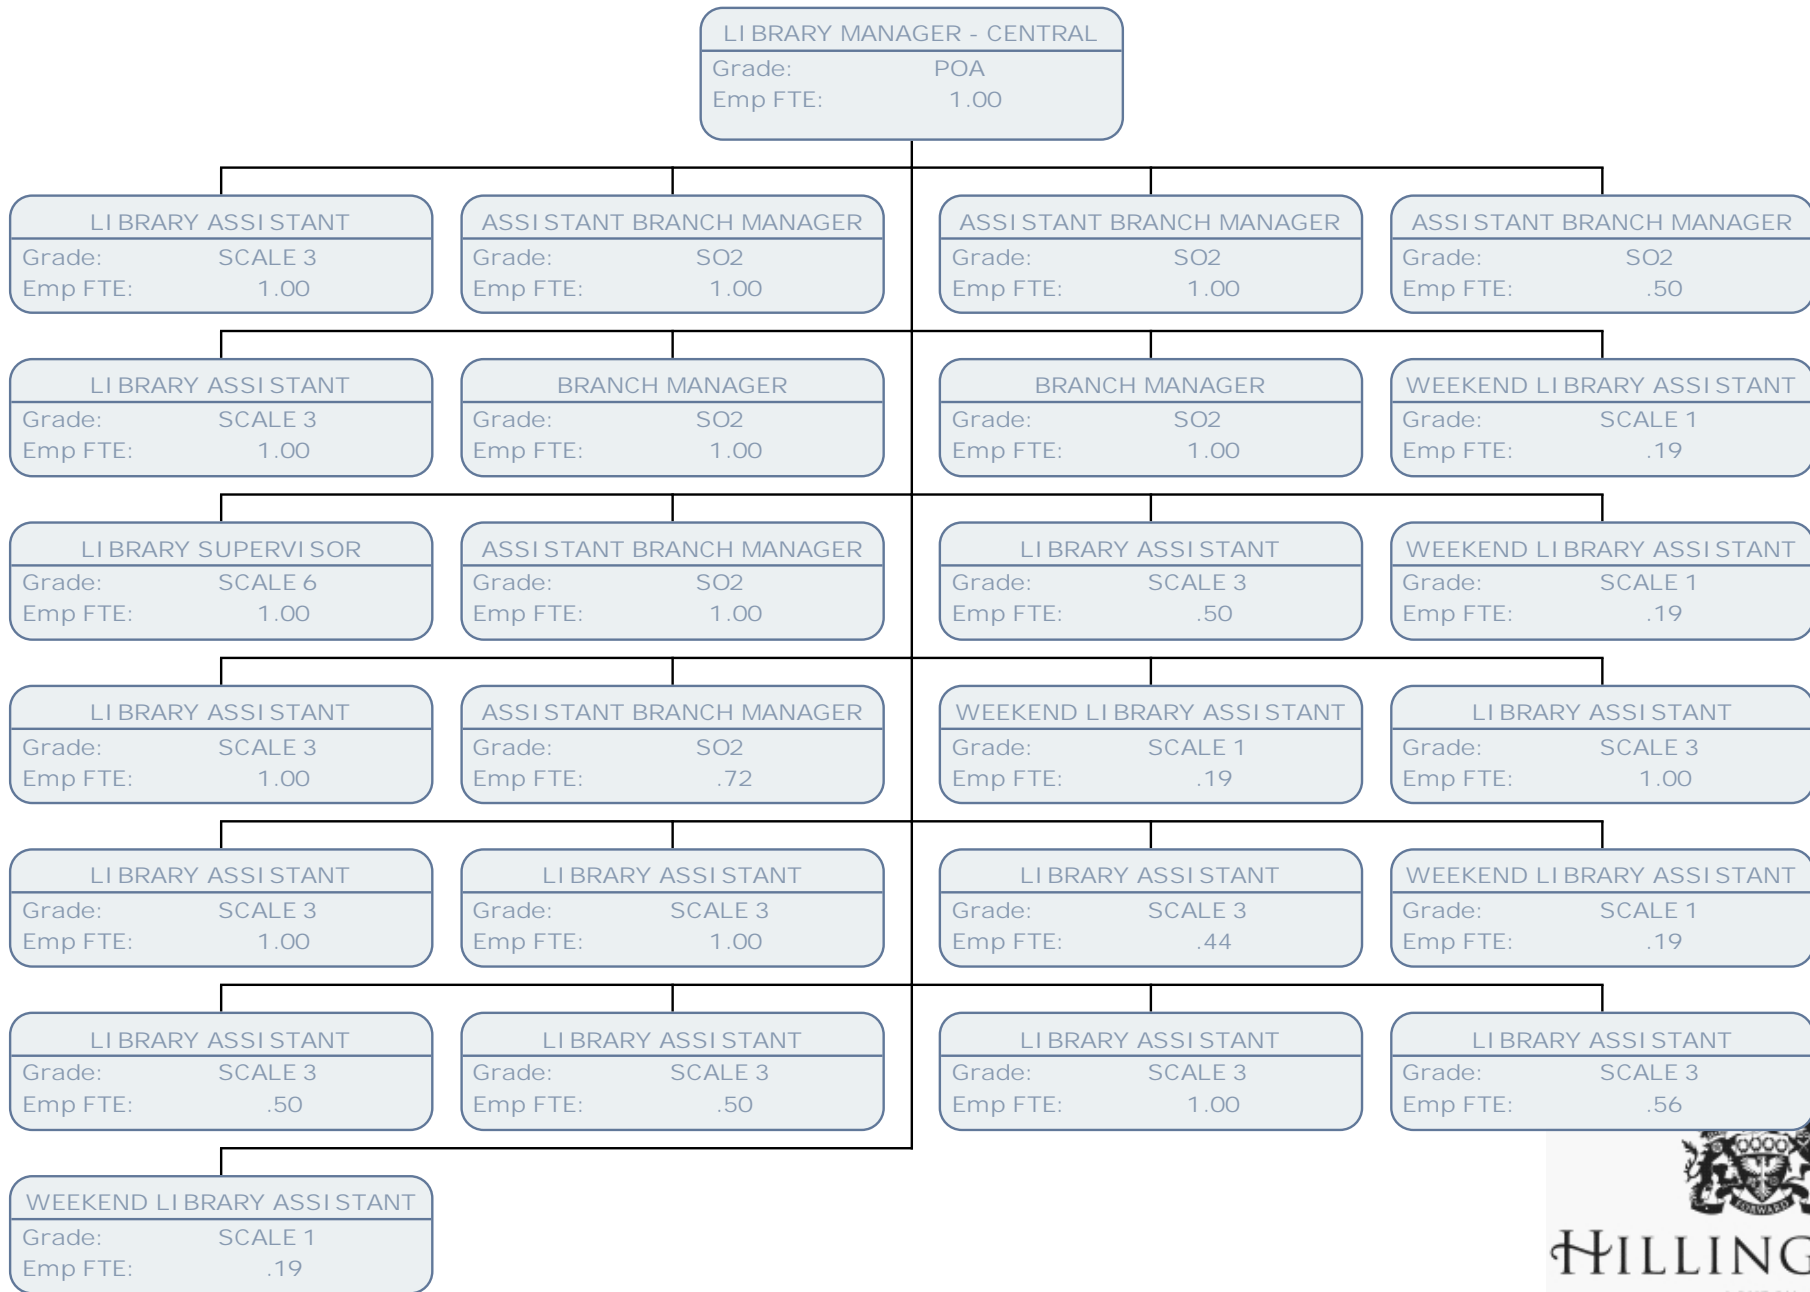 LIBRARY MANAGER - CENTRAL
Grade: POA
Emp FTE: 1.00
LIBRARY ASSISTANT
Grade: SCALE 3
Emp FTE: 1.00
ASSISTANT BRANCH MANAGER
Grade: SO2
Emp FTE: 1.00
ASSISTANT BRANCH MANAGER
Grade: SO2
Emp FTE: 1.00
ASSISTANT BRANCH MANAGER
Grade: SO2
Emp FTE: .50
LIBRARY ASSISTANT
Grade: SCALE 3
Emp FTE: 1.00
BRANCH MANAGER
Grade: SO2
Emp FTE: 1.00
BRANCH MANAGER
Grade: SO2
Emp FTE: 1.00
WEEKEND LIBRARY ASSISTANT
Grade: SCALE 1
Emp FTE: .19
LIBRARY SUPERVISOR
Grade: SCALE 6
Emp FTE: 1.00
ASSISTANT BRANCH MANAGER
Grade: SO2
Emp FTE: 1.00
LIBRARY ASSISTANT
Grade: SCALE 3
Emp FTE: .50
WEEKEND LIBRARY ASSISTANT
Grade: SCALE 1
Emp FTE: .19
LIBRARY ASSISTANT
Grade: SCALE 3
Emp FTE: 1.00
ASSISTANT BRANCH MANAGER
Grade: SO2
Emp FTE: .72
WEEKEND LIBRARY ASSISTANT
Grade: SCALE 1
Emp FTE: .19
LIBRARY ASSISTANT
Grade: SCALE 3
Emp FTE: 1.00
LIBRARY ASSISTANT
Grade: SCALE 3
Emp FTE: 1.00
LIBRARY ASSISTANT
Grade: SCALE 3
Emp FTE: 1.00
LIBRARY ASSISTANT
Grade: SCALE 3
Emp FTE: .44
WEEKEND LIBRARY ASSISTANT
Grade: SCALE 1
Emp FTE: .19
LIBRARY ASSISTANT
Grade: SCALE 3
Emp FTE: .50
LIBRARY ASSISTANT
Grade: SCALE 3
Emp FTE: .50
LIBRARY ASSISTANT
Grade: SCALE 3
Emp FTE: 1.00
LIBRARY ASSISTANT
Grade: SCALE 3
Emp FTE: .56
WEEKEND LIBRARY ASSISTANT
Grade: SCALE 1
Emp FTE: .19
FORWARD
HILLING